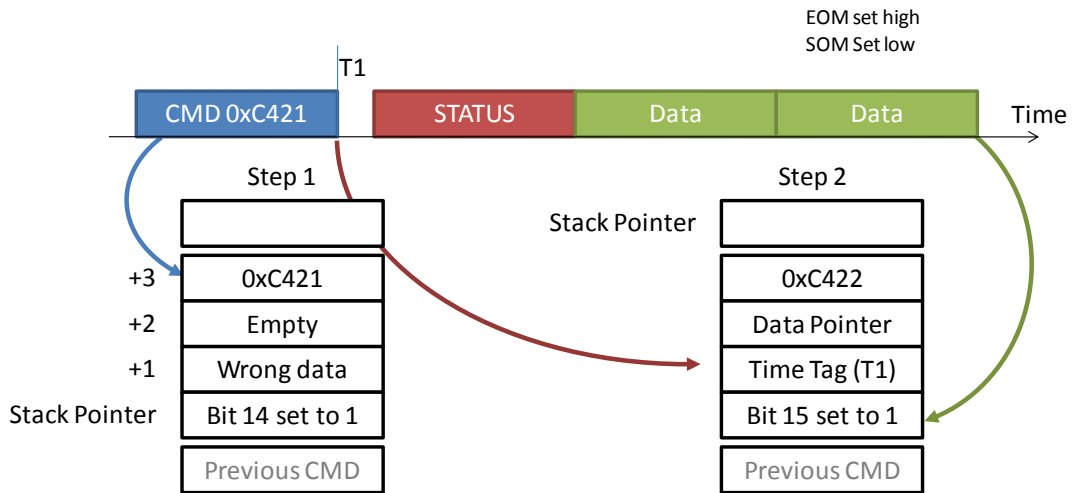 EOM set high
SOM Set low
T1
CMD 0xC421
STATUS
Data
Data
Time
Step 1
Step 2
Stack Pointer
+3
0xC421
0xC422
+2
Empty
Data Pointer
+1
Wrong data
Time Tag (T1)
Stack Pointer
Bit 14 set to 1
Bit 15 set to 1
Previous CMD
Previous CMD